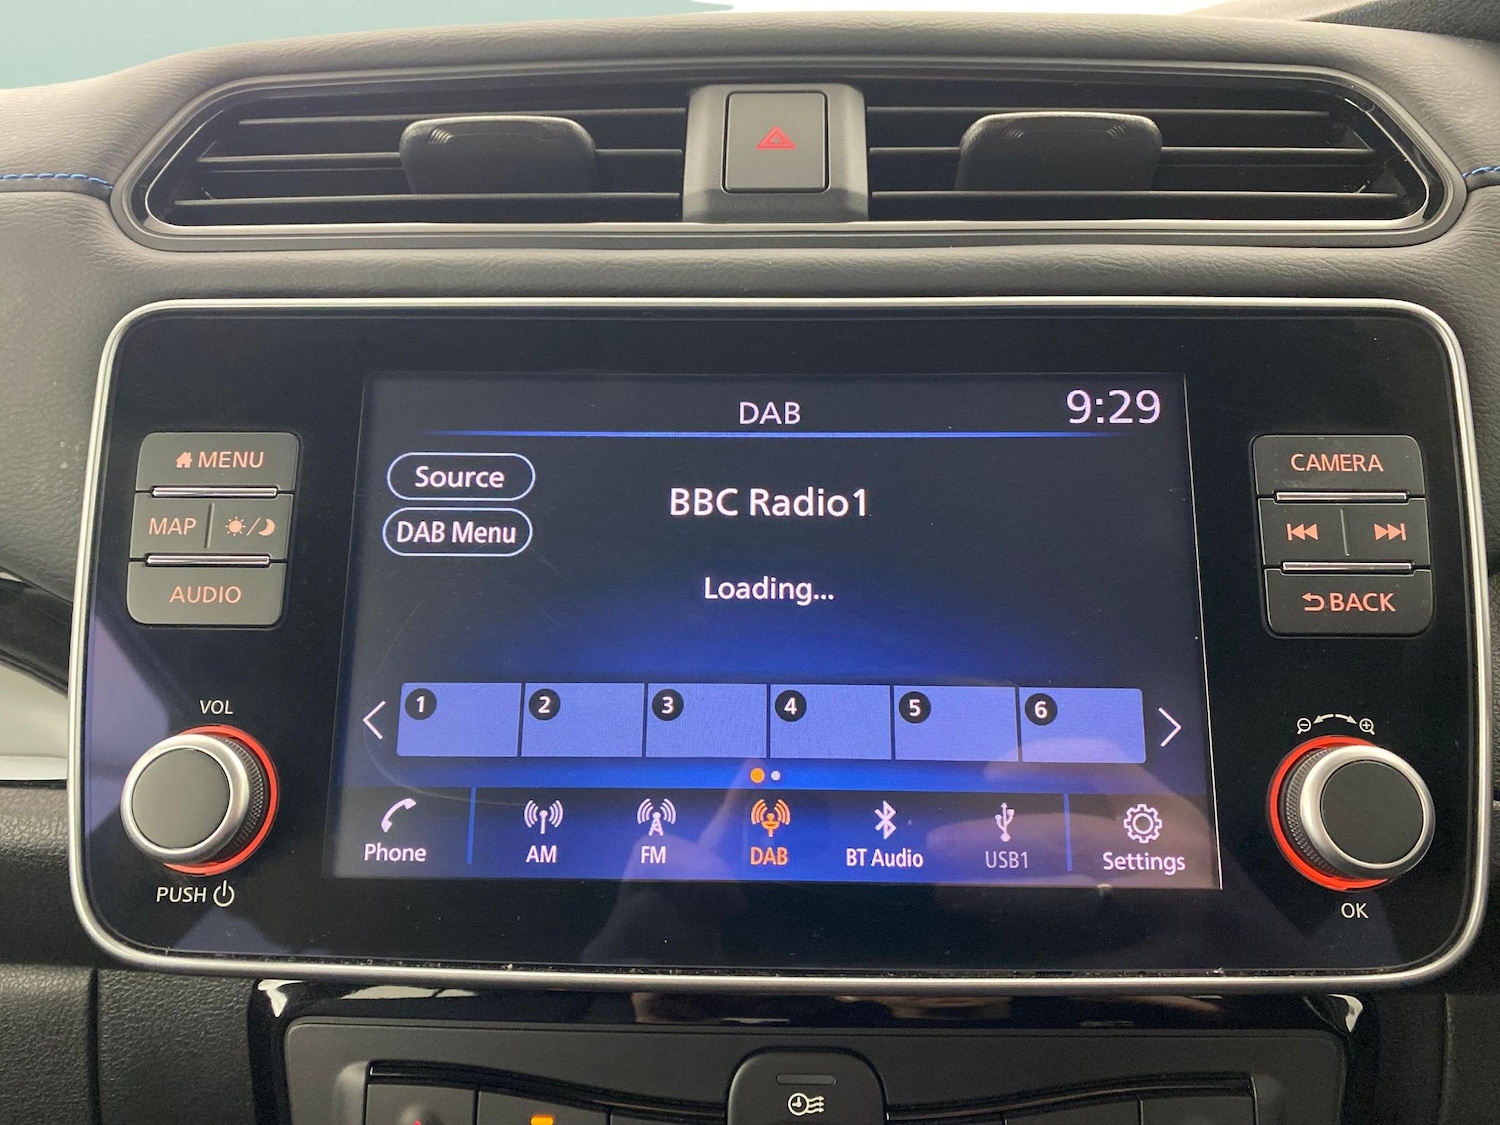 DAB
9:29
MENU
MAP
AUDIO
Source
DAB Menu
BBC Radio1
Loading...
CAMERA
BACK
1 2 3 4 5 6
VOL
PUSH
Phone
AM
FM
DAB
BT Audio
USB1
Settings
OK